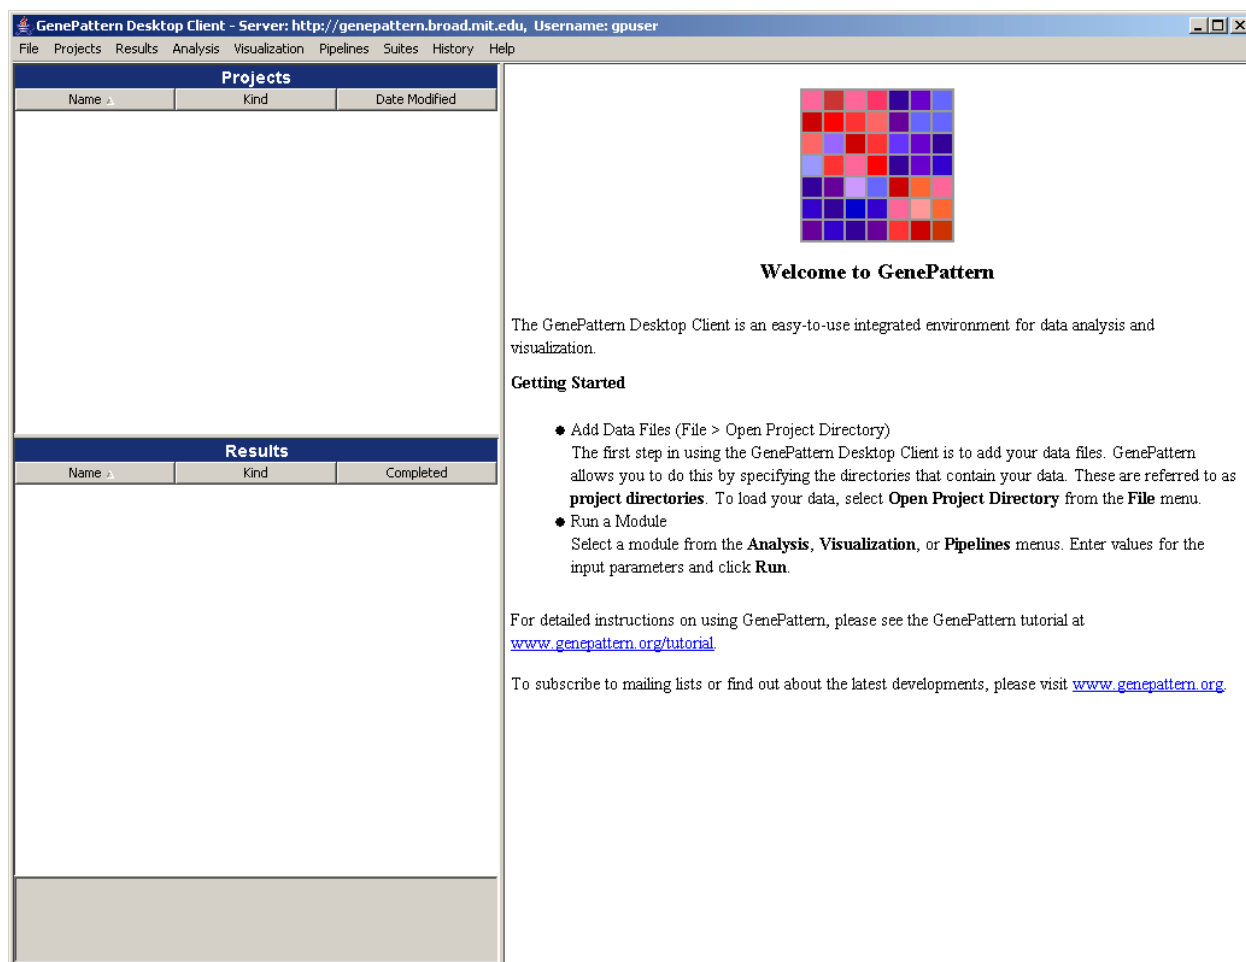 GenePattern Desktop Client - Server: http://genepattern.broad.mit.edu, Username: gpuser
File Projects Results Analysis Visualization Pipelines Suites History Help
Projects
Name Kind Date Modified
Results
Name Kind Completed
Welcome to GenePattern
The GenePattern Desktop Client is an easy-to-use integrated environment for data analysis and
visualization.
Getting Started
● Add Data Files (File > Open Project Directory)
The first step in using the GenePattern Desktop Client is to add your data files. GenePattern
allows you to do this by specifying the directories that contain your data. These are referred to as
project directories. To load your data, select Open Project Directory from the File menu.
● Run a Module
Select a module from the Analysis, Visualization, or Pipelines menus. Enter values for the
input parameters and click Run.
For detailed instructions on using GenePattern, please see the GenePattern tutorial at
www.genepattern.org/tutorial.
To subscribe to mailing lists or find out about the latest developments, please visit www.genepattern.org.